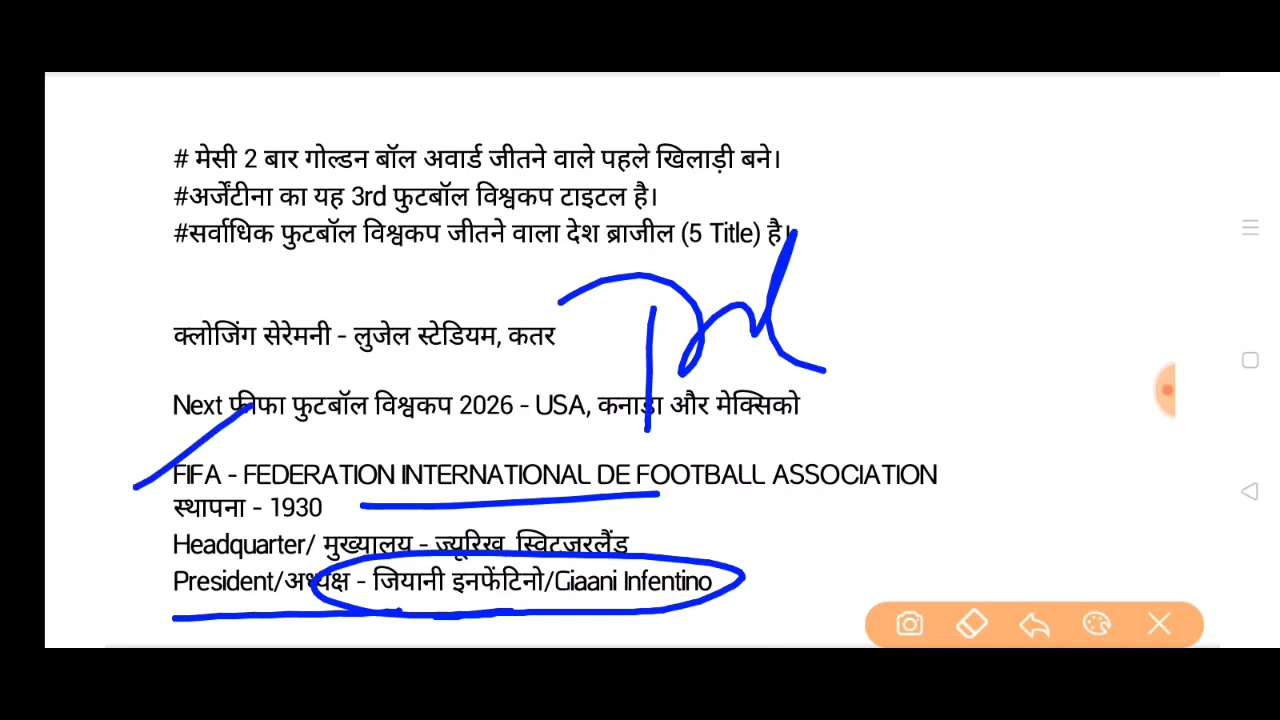 # मेसी 2 बार गोल्डन बॉल अवार्ड जीतने वाले पहले खिलाड़ी बने।
#अर्जेंटीना का यह 3rd फुटबॉल विश्वकप टाइटल है।
#सर्वाधिक फुटबॉल विश्वकप जीतने वाला देश ब्राजील (5 Title) है।
क्लोजिंग सेरेमनी - लुजेल स्टेडियम, कतर
Next फीफा फुटबॉल विश्वकप 2026 - USA, कनाडा और मेक्सिको
FIFA - FEDERATION INTERNATIONAL DE FOOTBALL ASSOCIATION
स्थापना - 1930
Headquarter/ मुख्यालय - ज्यूरिख, स्विटजरलैंड
President/अध्यक्ष - जियानी इनफेंटिनो/Giaani Infentino